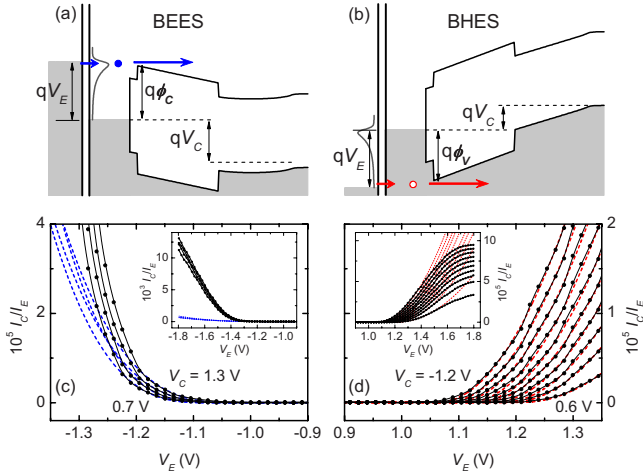 (a) BEES
qV_E
qϕ_c
qV_C
(b) BHES
qV_C
qV_E
qϕ_v
10^5 I_C/I_E
4
2
0
10^3 I_C/I_E
10
5
0
-1.8 -1.6 -1.4 -1.2 -1.0
V_E (V)
V_C = 1.3 V
(c) 0.7 V
-1.3 -1.2 -1.1 -1.0 -0.9
V_E (V)
10
5
0
10^5 I_C/I_E
1.0 1.2 1.4 1.6 1.8
V_E (V)
V_C = -1.2 V
(d) 0.6 V
2
1
0
10^5 I_C/I_E
0.9 1.0 1.1 1.2 1.3
V_E (V)